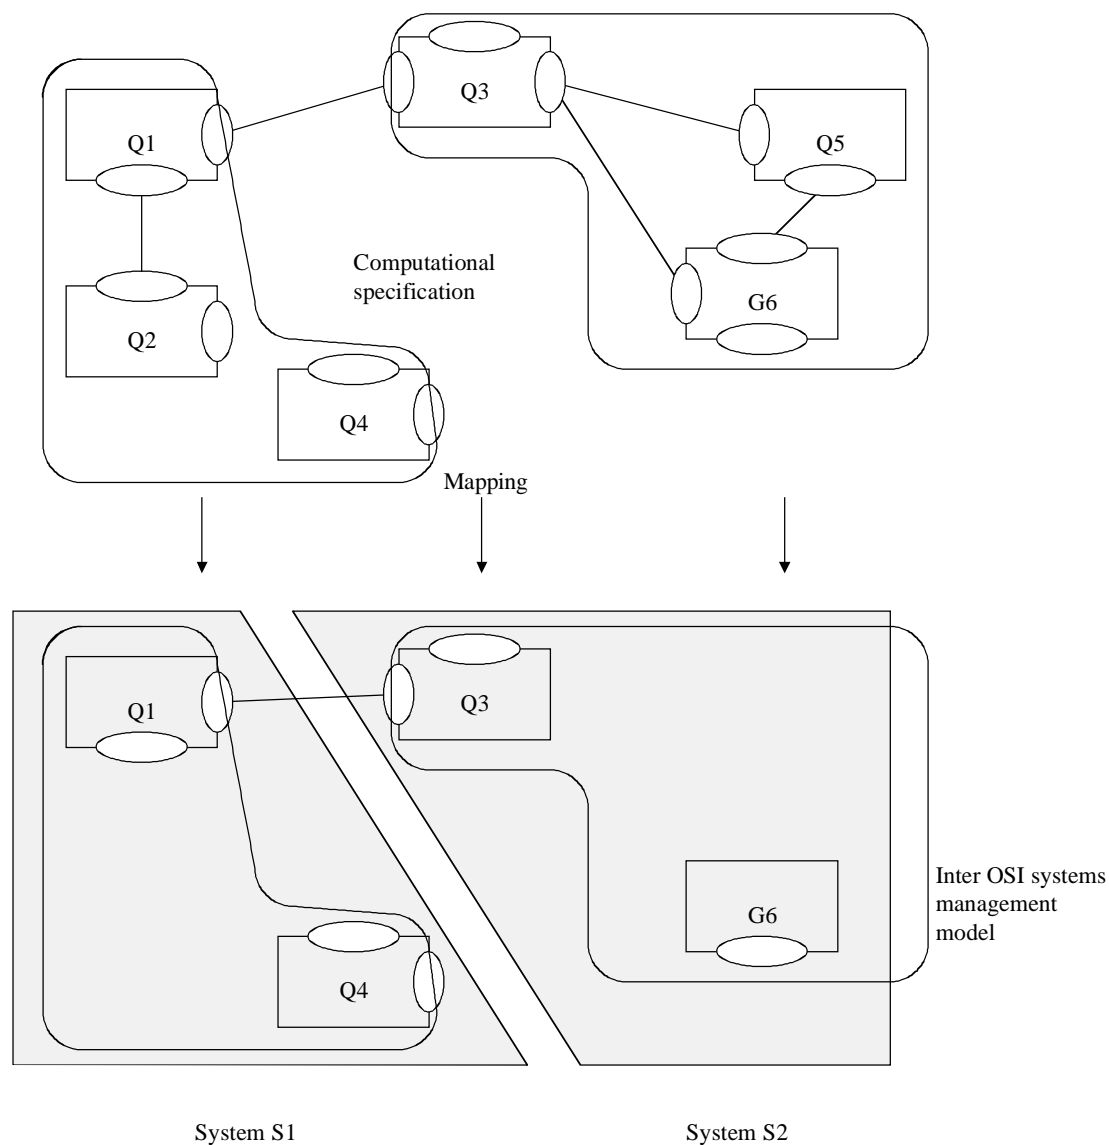 Q3
Q1
Q5
Computational
specification
G6
Q2
Q4
Mapping
Q1
Q3
Inter OSI systems
management
model
G6
Q4
System S1
System S2